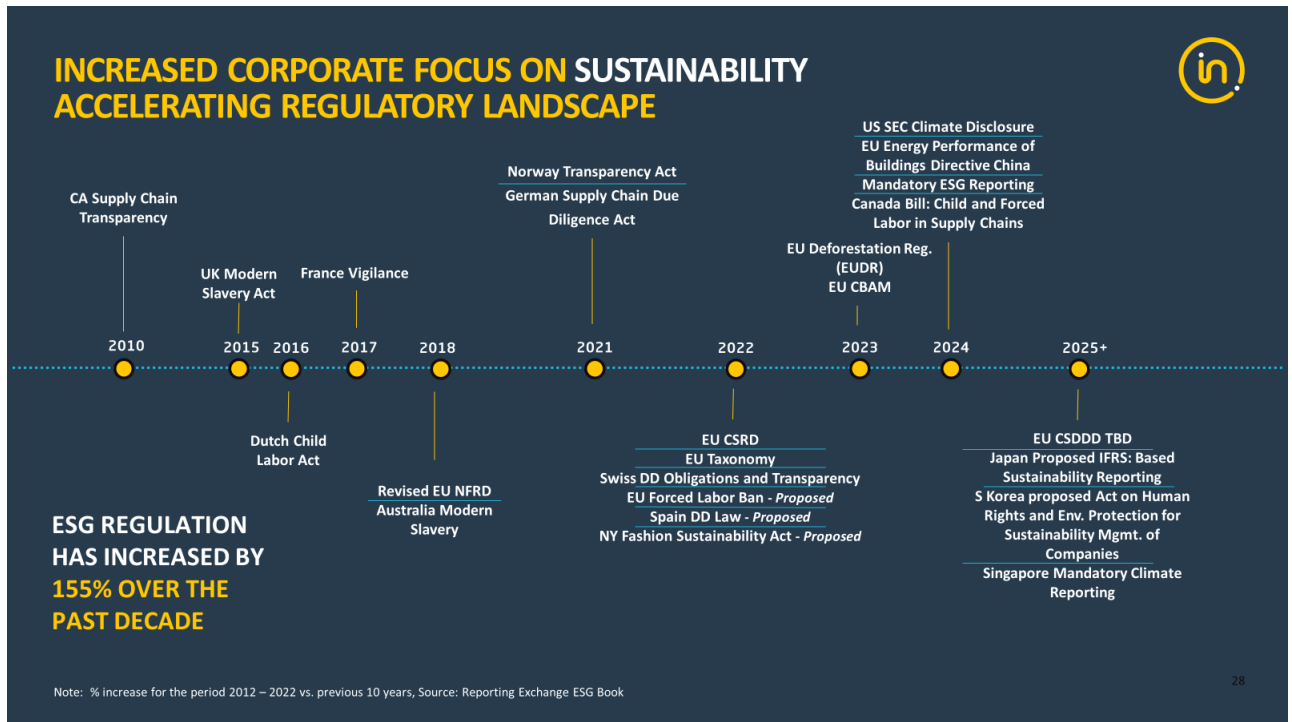 INCREASED CORPORATE FOCUS ON SUSTAINABILITY
ACCELERATING REGULATORY LANDSCAPE
in
CA Supply Chain
Transparency
2010
UK Modern
Slavery Act
2015
2016
Dutch Child
Labor Act
France Vigilance
2017
2018
Revised EU NFRD
Australia Modern
Slavery
Norway Transparency Act
German Supply Chain Due
Diligence Act
2021
2022
EU CSRD
EU Taxonomy
Swiss DD Obligations and Transparency
EU Forced Labor Ban - Proposed
Spain DD Law - Proposed
NY Fashion Sustainability Act - Proposed
EU Deforestation Reg.
(EUDR)
EU CBAM
2023
US SEC Climate Disclosure
EU Energy Performance of
Buildings Directive China
Mandatory ESG Reporting
Canada Bill: Child and Forced
Labor in Supply Chains
2024
2025+
EU CSDDD TBD
Japan Proposed IFRS: Based
Sustainability Reporting
S Korea proposed Act on Human
Rights and Env. Protection for
Sustainability Mgmt. of
Companies
Singapore Mandatory Climate
Reporting
ESG REGULATION
HAS INCREASED BY
155% OVER THE
PAST DECADE
Note:  % increase for the period 2012 – 2022 vs. previous 10 years, Source: Reporting Exchange ESG Book
28